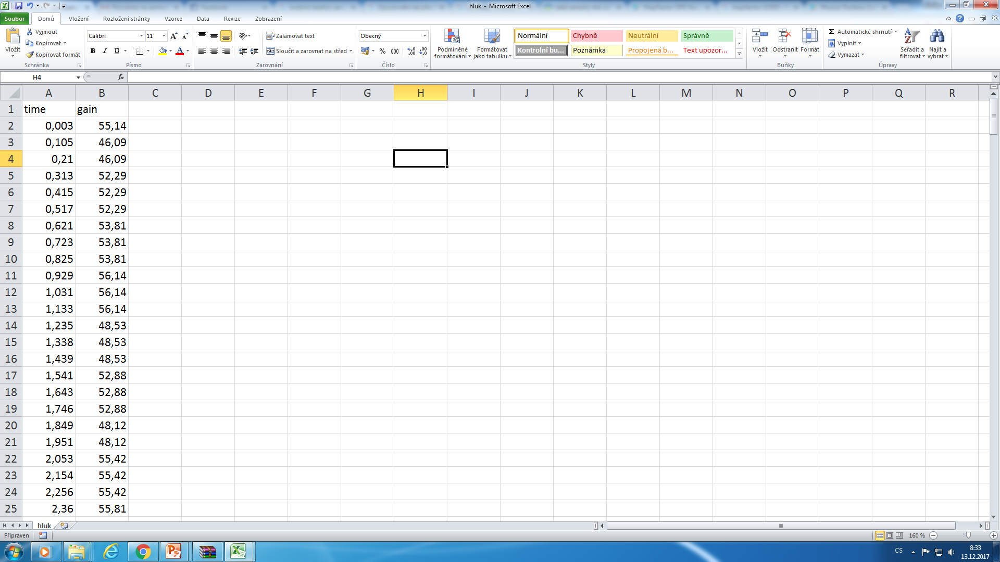 hluk - Microsoft Excel
Soubor Domů Vložení Rozložení stránky Vzorce Data Revize Zobrazení
Vložit Vyjmout Kopírovat Kopírovat formát Schránka
Calibri 11 B I U A A A Písmo
Zalamovat text Sloučit a zarovnat na střed Zarovnání
Obecný % 000 Číslo
Podmíněné formátování Formátovat jako tabulku
Normální Chybně Neutrální Správně
Kontrolní bu... Poznámka Propojená b... Text upozor...
Styly
Vložit Odstranit Formát Buňky
Σ Automatické shrnutí Vyplnit Vymazat Seřadit a filtrovat Najít a vybrat Úpravy
H4 fx
A B C D E F G H I J K L M N O P Q R
1 time gain
2 0,003 55,14
3 0,105 46,09
4 0,21 46,09
5 0,313 52,29
6 0,415 52,29
7 0,517 52,29
8 0,621 53,81
9 0,723 53,81
10 0,825 53,81
11 0,929 56,14
12 1,031 56,14
13 1,133 56,14
14 1,235 48,53
15 1,338 48,53
16 1,439 48,53
17 1,541 52,88
18 1,643 52,88
19 1,746 52,88
20 1,849 48,12
21 1,951 48,12
22 2,053 55,42
23 2,154 55,42
24 2,256 55,42
25 2,36 55,81
hluk
Připraven 160 %
CS 8:33
13.12.2017